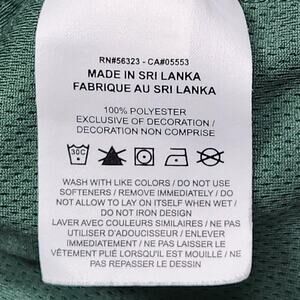 RN#56323 - CA#05553
MADE IN SRI LANKA
FABRIQUE AU SRI LANKA
100% POLYESTER
EXCLUSIVE OF DECORATION /
DECORATION NON COMPRISE
30C
WASH WITH LIKE COLORS / DO NOT USE
SOFTENERS / REMOVE IMMEDIATELY / DO
NOT ALLOW TO LAY ON ITSELF WHEN WET /
DO NOT IRON DESIGN
LAVER AVEC COULEURS SIMILAIRES / NE PAS
UTILISER D'ADOUCISSEUR / ENLEVER
IMMEDIATEMENT / NE PAS LAISSER LE
VÊTEMENT PLIÉ LORSQU'IL EST MOUILLÉ / NE
PAS REPASSER LE DESSIN